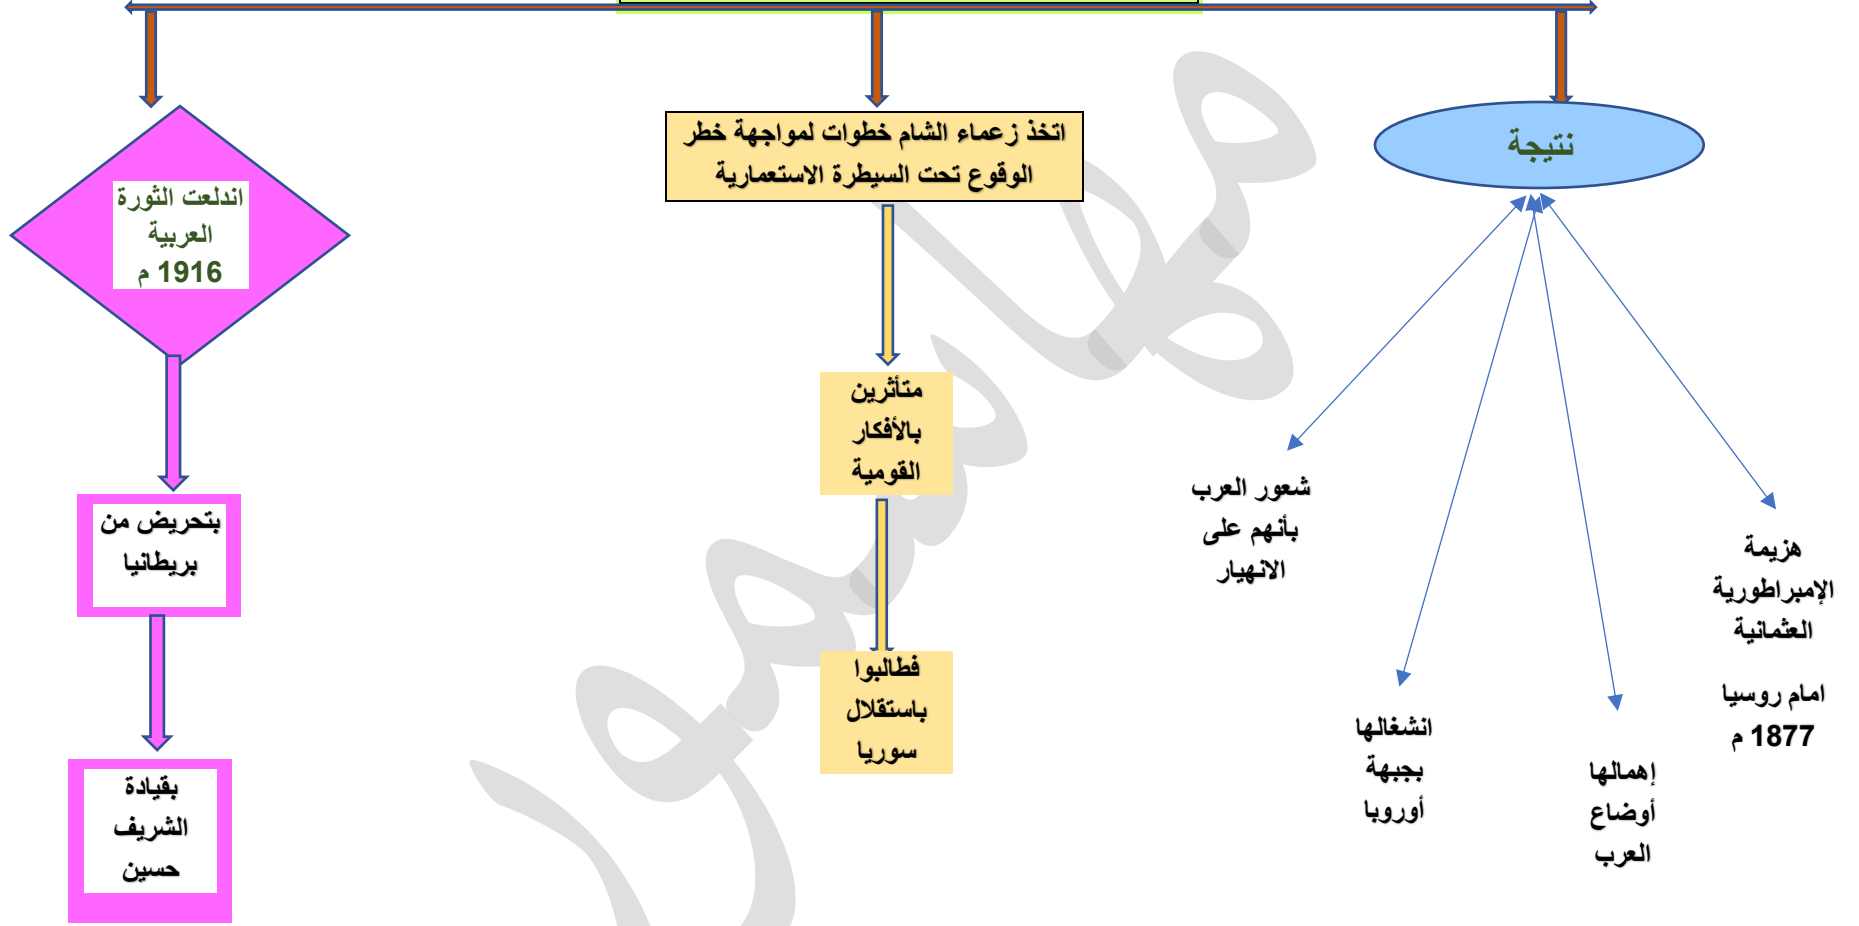 نتيجة
هزيمة
الإمبراطورية
العثمانية
امام روسيا
1877 م
إهمالها
أوضاع
العرب
انشغالها
بجبهة
أوروبا
شعور العرب
بأنهم على
الانهيار
اتخذ زعماء الشام خطوات لمواجهة خطر
الوقوع تحت السيطرة الاستعمارية
متأثرين
بالأفكار
القومية
فطالبوا
باستقلال
سوريا
اندلعت الثورة
العربية
1916 م
بتحريض من
بريطانيا
بقيادة
الشريف
حسين